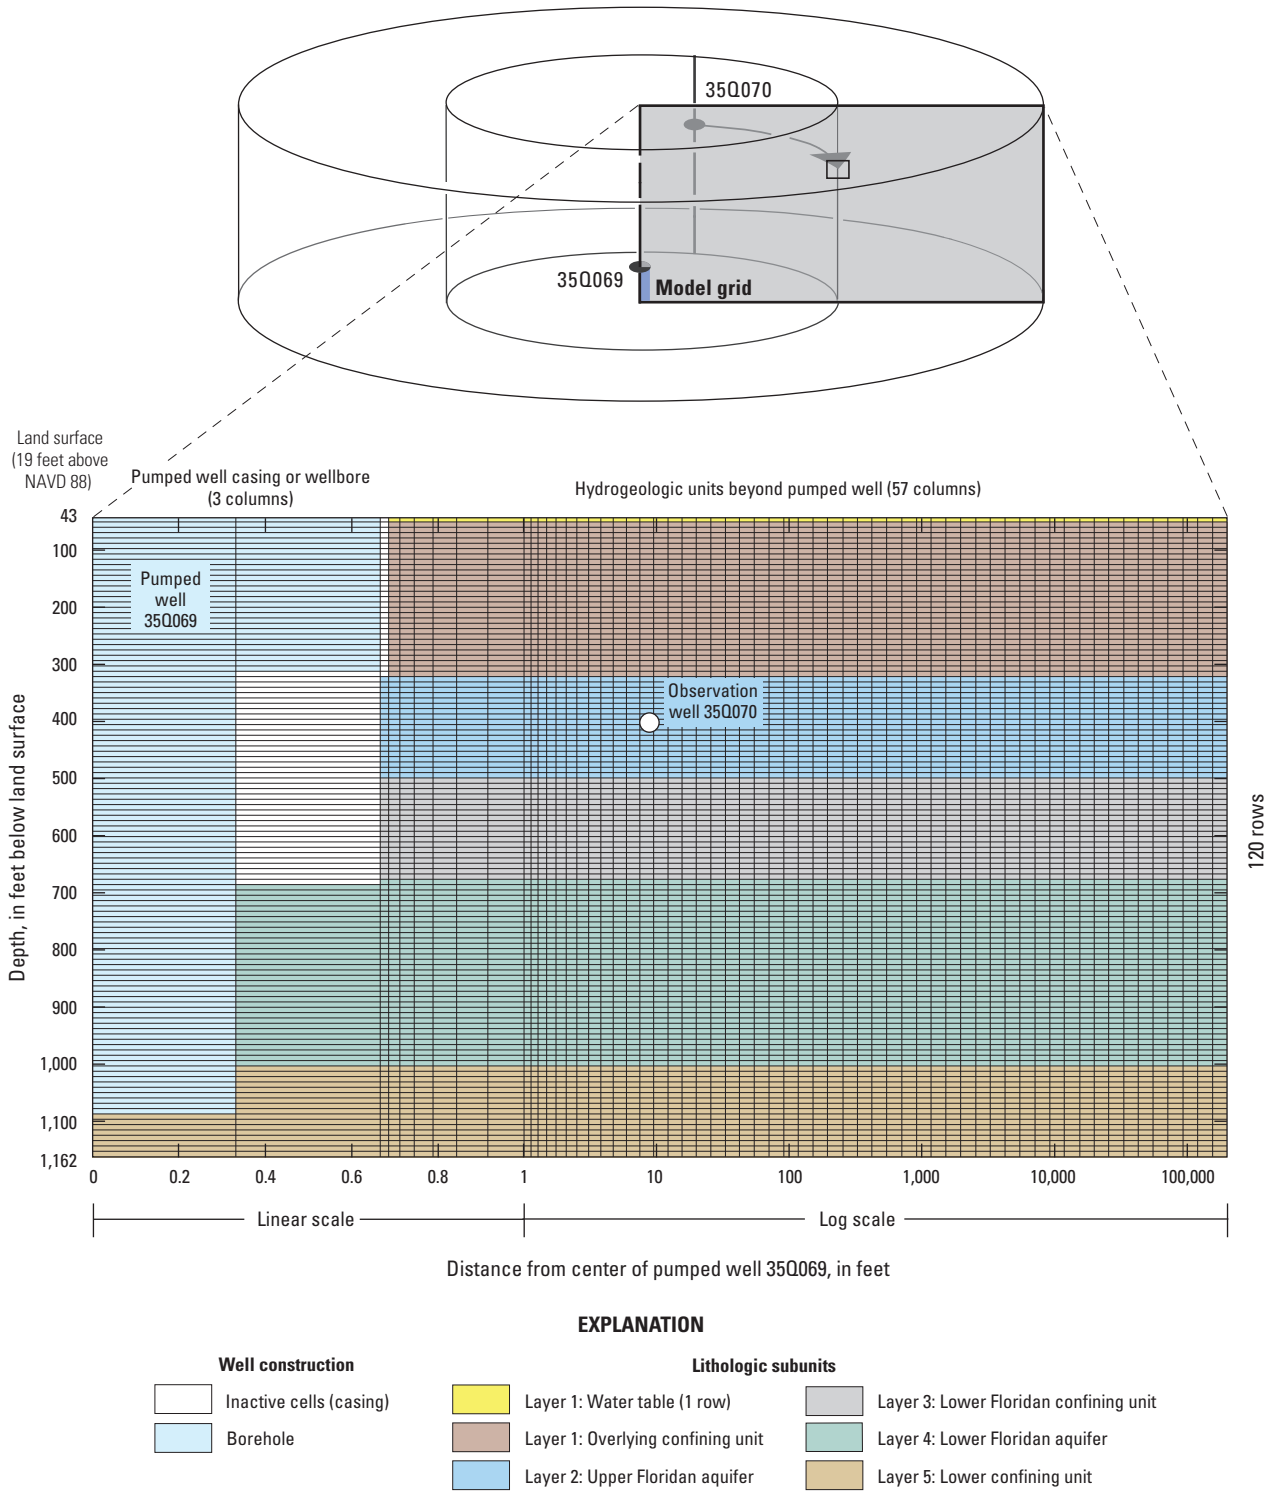 35Q070
35Q069
Model grid
Land surface
(19 feet above
NAVD 88)
Pumped well casing or wellbore
(3 columns)
Hydrogeologic units beyond pumped well (57 columns)
43
100
200
300
400
500
600
700
800
900
1,000
1,100
1,162
Depth, in feet below land surface
Pumped
well
35Q069
Observation
well 35Q070
120 rows
0 0.2 0.4 0.6 0.8 1 10 100 1,000 10,000 100,000
Linear scale
Log scale
Distance from center of pumped well 35Q069, in feet
EXPLANATION
Well construction
Inactive cells (casing)
Borehole
Lithologic subunits
Layer 1: Water table (1 row)
Layer 1: Overlying confining unit
Layer 2: Upper Floridan aquifer
Layer 3: Lower Floridan confining unit
Layer 4: Lower Floridan aquifer
Layer 5: Lower confining unit